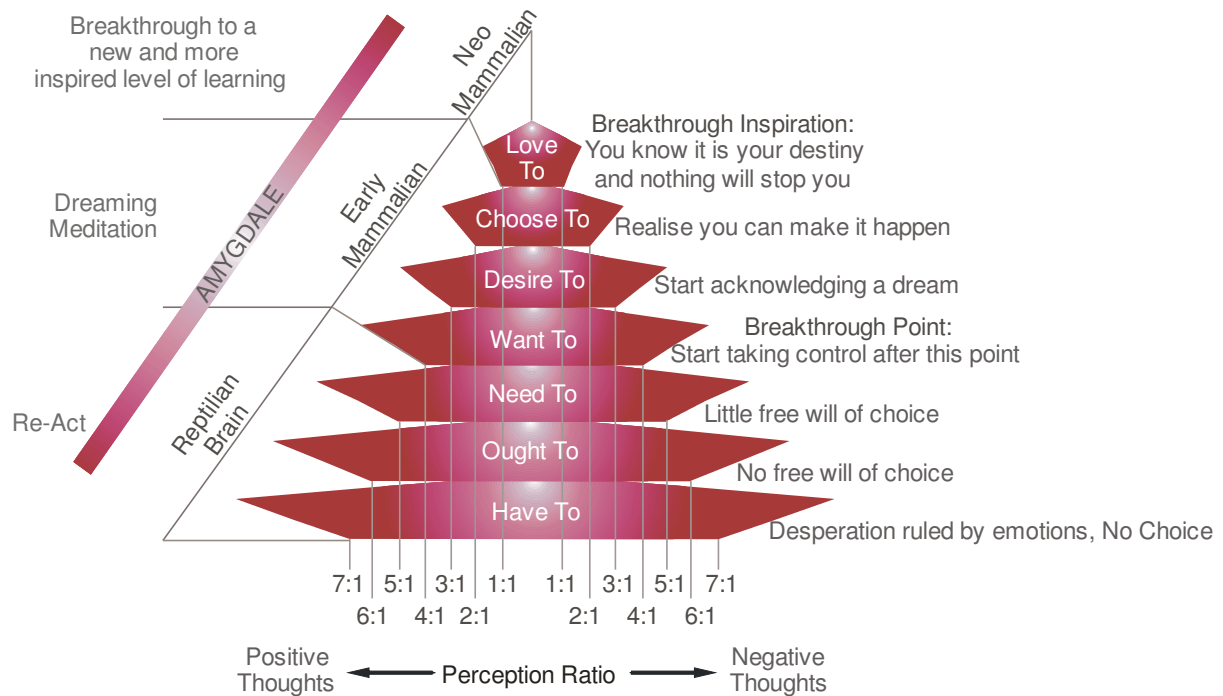 Breakthrough to a
new and more
inspired level of learning
Neo
Mammalian
Breakthrough Inspiration:
You know it is your destiny
and nothing will stop you
Love
To
Dreaming
Meditation
AMYGDALE
Early
Mammalian
Choose To
Realise you can make it happen
Desire To
Start acknowledging a dream
Want To
Breakthrough Point:
Start taking control after this point
Re-Act
Reptilian
Brain
Need To
Little free will of choice
Ought To
No free will of choice
Have To
Desperation ruled by emotions, No Choice
7:1 5:1 3:1 1:1 1:1 3:1 5:1 7:1
6:1 4:1 2:1 2:1 4:1 6:1
Positive
Thoughts
Perception Ratio
Negative
Thoughts